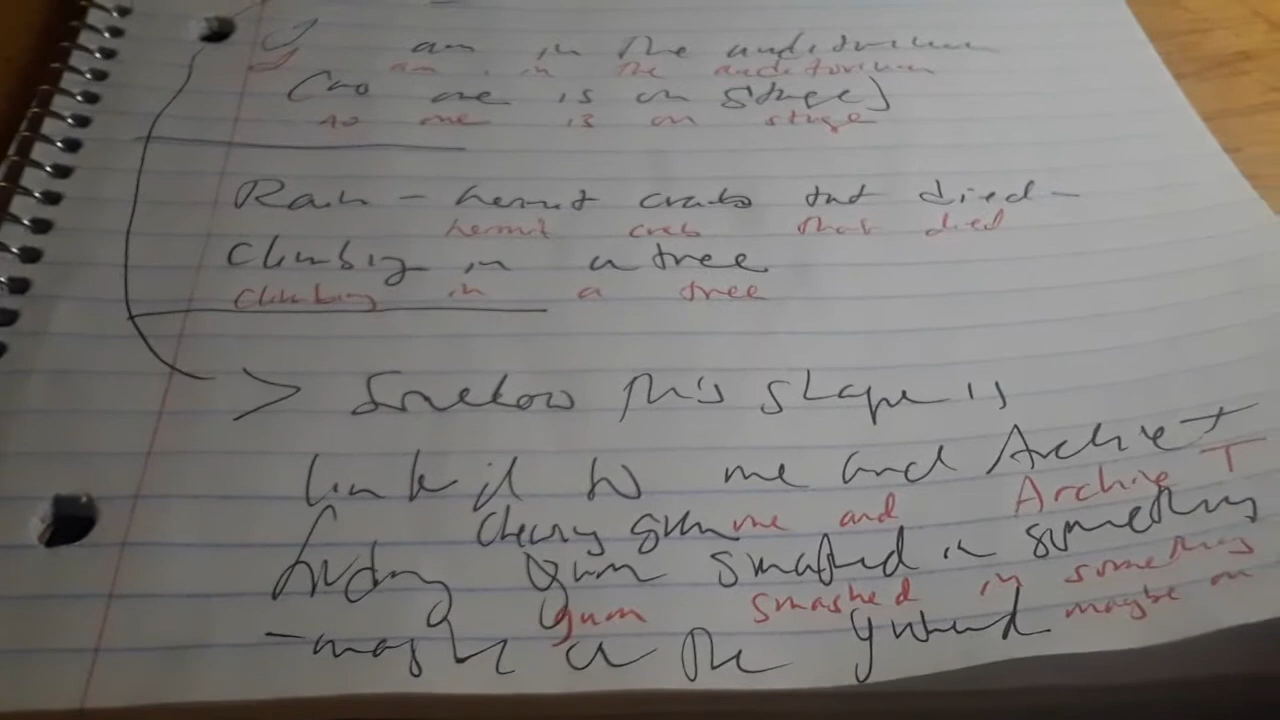 I am in the auditorium
I am in the auditorium
(no one is on stage)
no one is on stage
Rah - hermit crabs that died -
hermit crab that died
Climbing in a tree
Climbing in a tree
> Somehow this shape is
linked to me and Archie T
Chewy gum me and Archie T
finding gum smashed in something
gum smashed in something
- maybe on the ground
maybe on